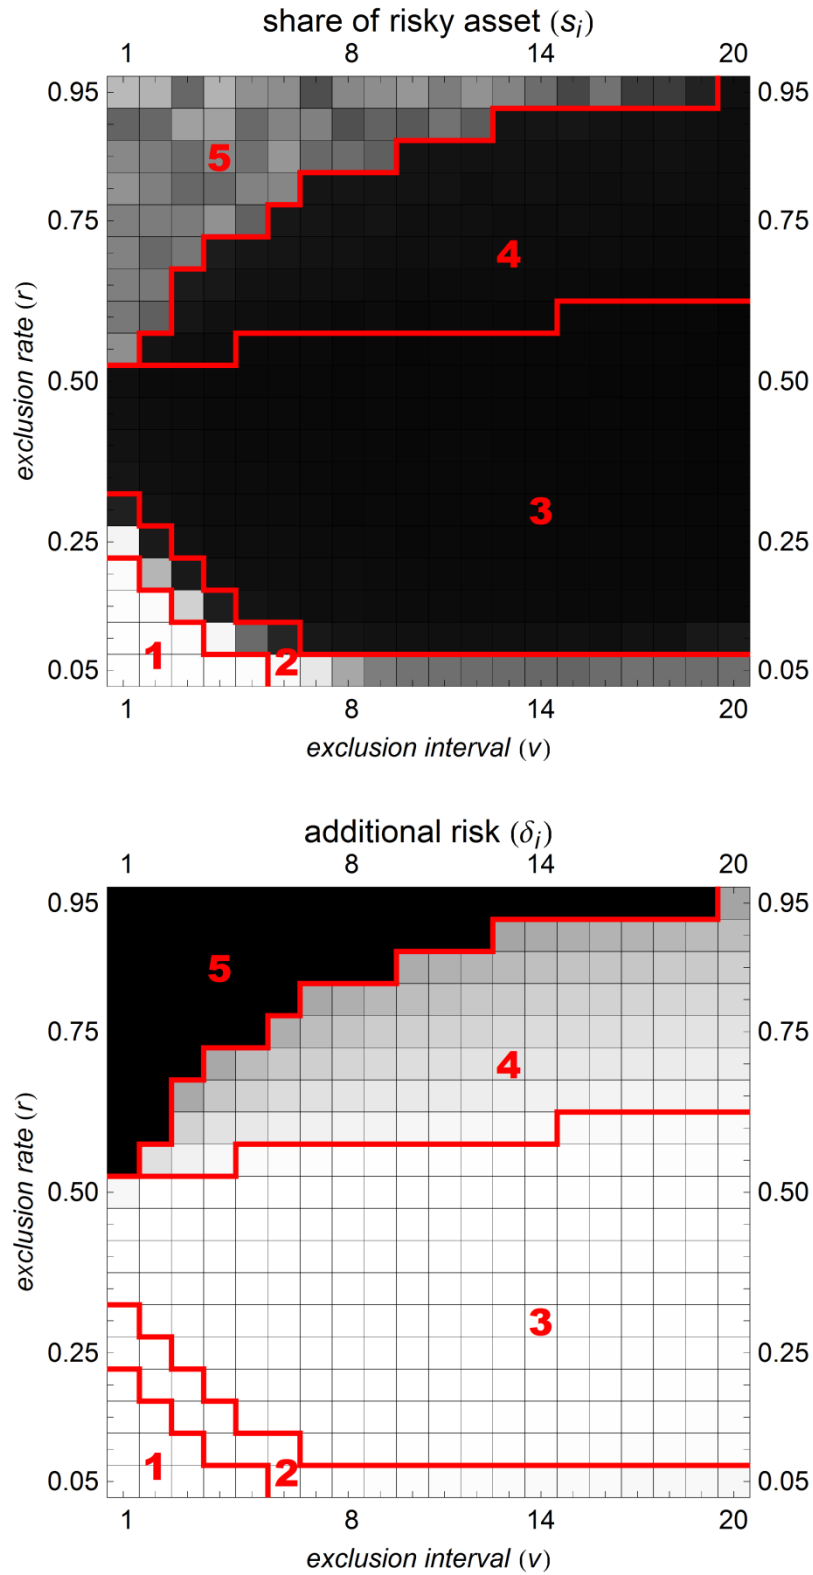 share of risky asset (sᵢ)
1 8 14 20
0.95 0.95
5
0.75 0.75
4
exclusion rate (r)
0.50 0.50
3
0.25 0.25
1 2
0.05 0.05
1 8 14 20
exclusion interval (v)
additional risk (δᵢ)
1 8 14 20
0.95 0.95
5
0.75 0.75
4
exclusion rate (r)
0.50 0.50
3
0.25 0.25
1 2
0.05 0.05
1 8 14 20
exclusion interval (v)